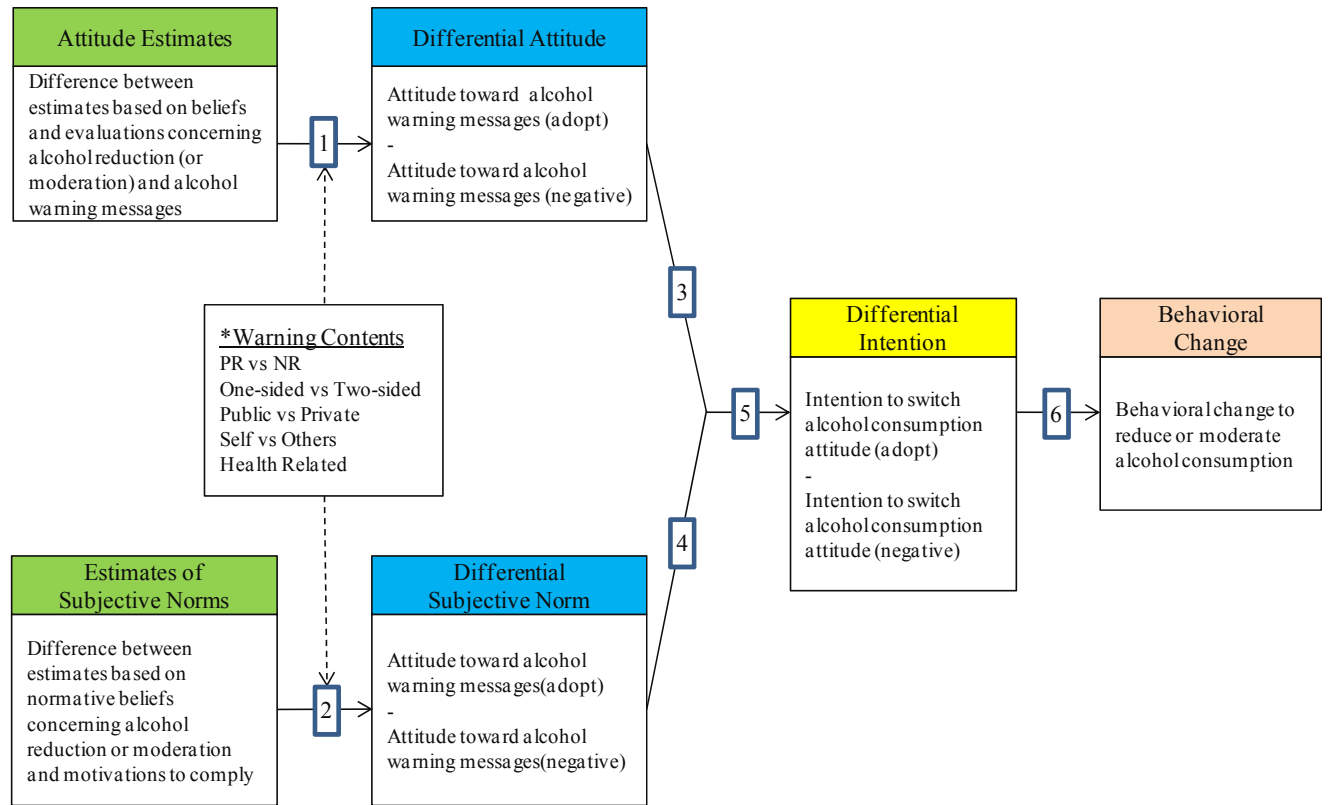 Attitude Estimates
Difference between
estimates based on beliefs
and evaluations concerning
alcohol reduction (or
moderation) and alcohol
warning messages
1
Differential Attitude
Attitude toward alcohol
warning messages (adopt)
-
Attitude toward alcohol
warning messages (negative)
*Warning Contents
PR vs NR
One-sided vs Two-sided
Public vs Private
Self vs Others
Health Related
Estimates of
Subjective Norms
Difference between
estimates based on
normative beliefs
concerning alcohol
reduction or moderation
and motivations to comply
2
Differential
Subjective Norm
Attitude toward alcohol
warning messages(adopt)
-
Attitude toward alcohol
warning messages(negative)
3
4
5
Differential
Intention
Intention to switch
alcohol consumption
attitude (adopt)
-
Intention to switch
alcohol consumption
attitude (negative)
6
Behavioral
Change
Behavioral change to
reduce or moderate
alcohol consumption